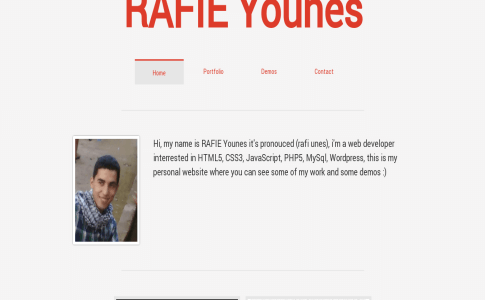 RAFIE Younes
Home Portfolio Demos Contact
Hi, my name is RAFIE Younes it's pronouced (rafi unes), i'm a web developer
interrested in HTML5, CSS3, JavaScript, PHP5, MySql, Wordpress, this is my
personal website where you can see some of my work and some demos :)